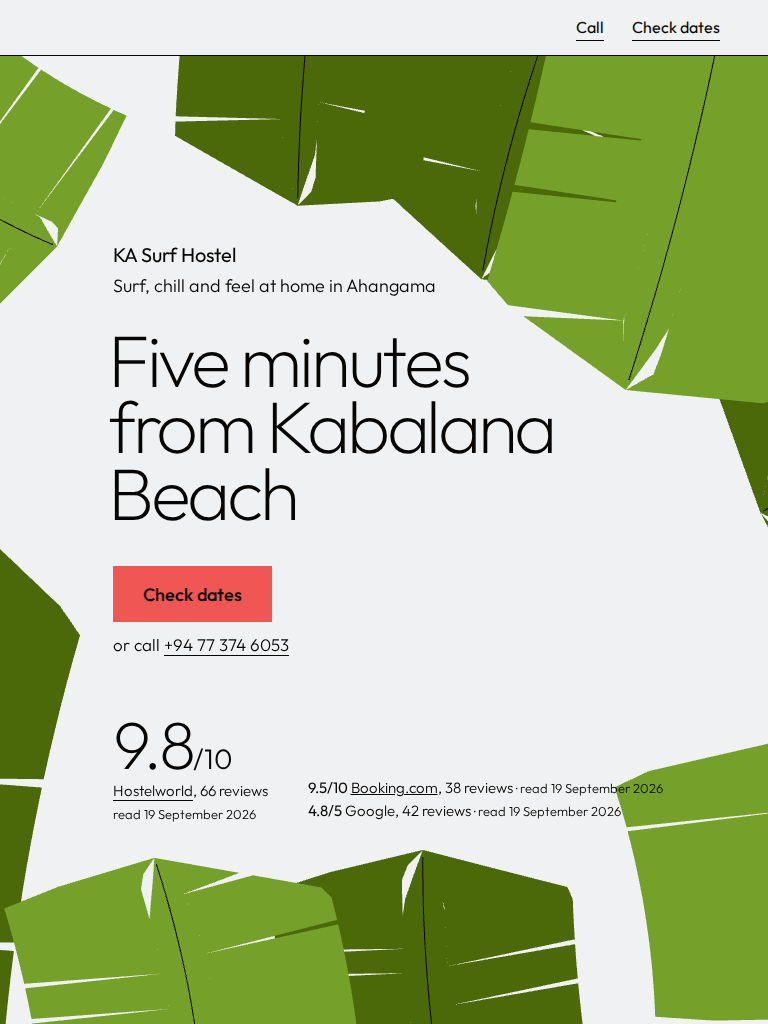 Call Check dates
KA Surf Hostel
Surf, chill and feel at home in Ahangama
Five minutes
from Kabalana
Beach
Check dates
or call +94 77 374 6053
9.8/10
Hostelworld, 66 reviews
read 19 September 2026
9.5/10 Booking.com, 38 reviews · read 19 September 2026
4.8/5 Google, 42 reviews · read 19 September 2026